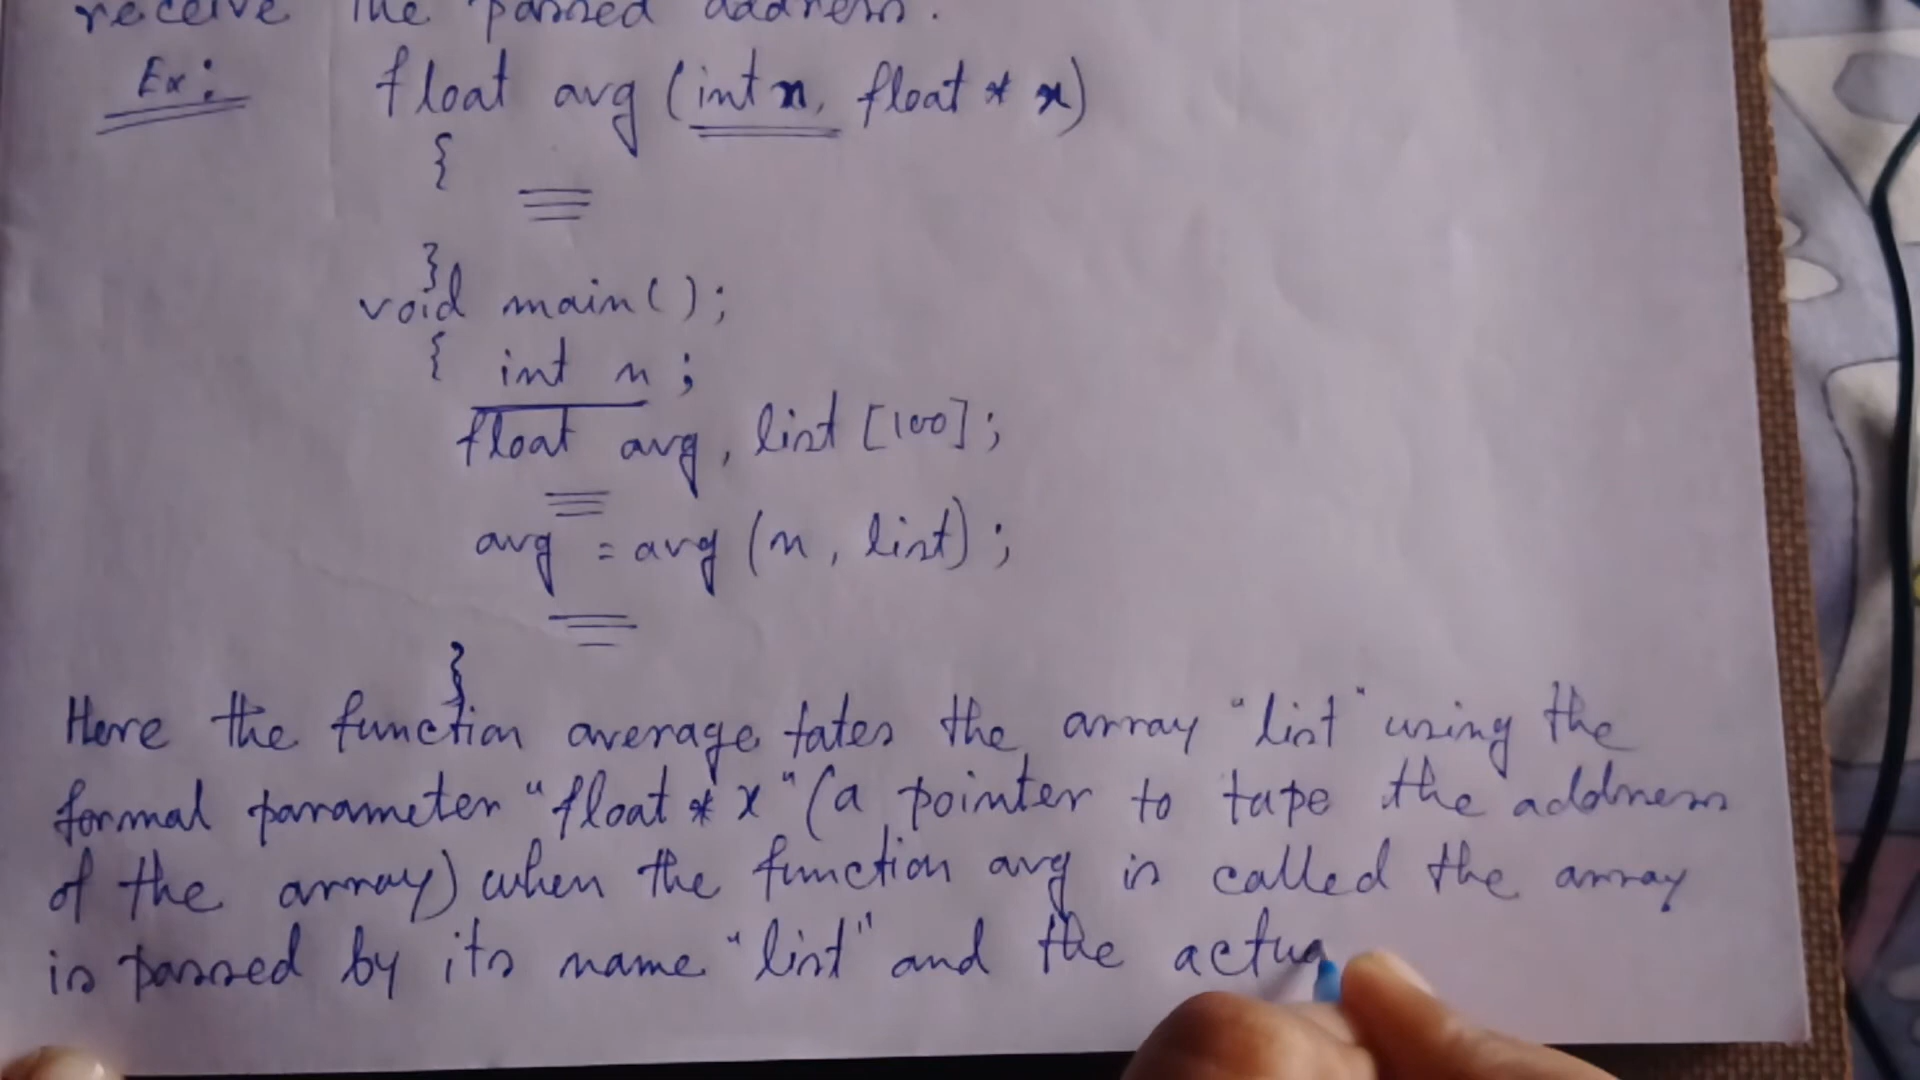 receive the passed address.
Ex: float avg (int n, float * x)
{
}
void main();
{ int n;
float avg, list [100];
avg = avg (n, list);
}
Here the function average takes the array "list" using the
formal parameter "float * x" (a pointer to tape the address
of the array) when the function avg is called the array
is passed by its name "list" and the actua